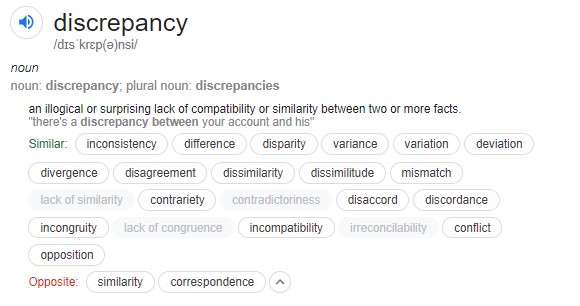 discrepancy
/dɪsˈkrɛp(ə)nsi/
noun
noun: discrepancy; plural noun: discrepancies
an illogical or surprising lack of compatibility or similarity between two or more facts.
"there's a discrepancy between your account and his"
Similar: inconsistency difference disparity variance variation deviation
divergence disagreement dissimilarity dissimilitude mismatch
lack of similarity contrariety contradictoriness disaccord discordance
incongruity lack of congruence incompatibility irreconcilability conflict
opposition
Opposite: similarity correspondence